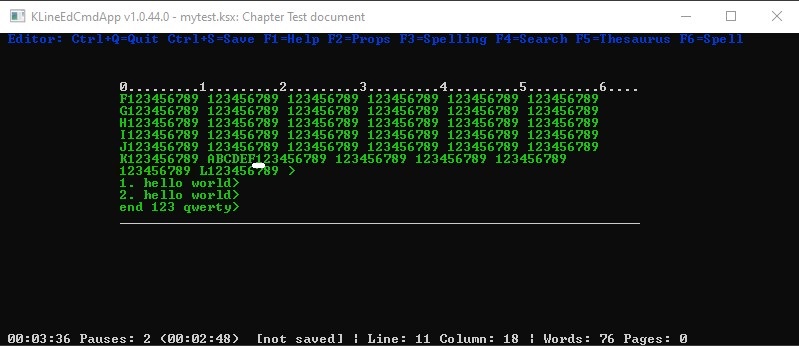 KLineEdCmdApp v1.0.44.0 - mytest.ksx: Chapter Test document
Editor: Ctrl+Q=Quit Ctrl+S=Save F1=Help F2=Props F3=Spelling F4=Search F5=Thesaurus F6=Spell
0.........1.........2.........3.........4.........5.........6....
F123456789 123456789 123456789 123456789 123456789 123456789
G123456789 123456789 123456789 123456789 123456789 123456789
H123456789 123456789 123456789 123456789 123456789 123456789
I123456789 123456789 123456789 123456789 123456789 123456789
J123456789 123456789 123456789 123456789 123456789 123456789
K123456789 ABCDEF123456789 123456789 123456789 123456789
123456789 L123456789 >
1. hello world>
2. hello world>
end 123 qwerty>
00:03:36 Pauses: 2 (00:02:48)  [not saved] ¦ Line: 11 Column: 18 ¦ Words: 76 Pages: 0